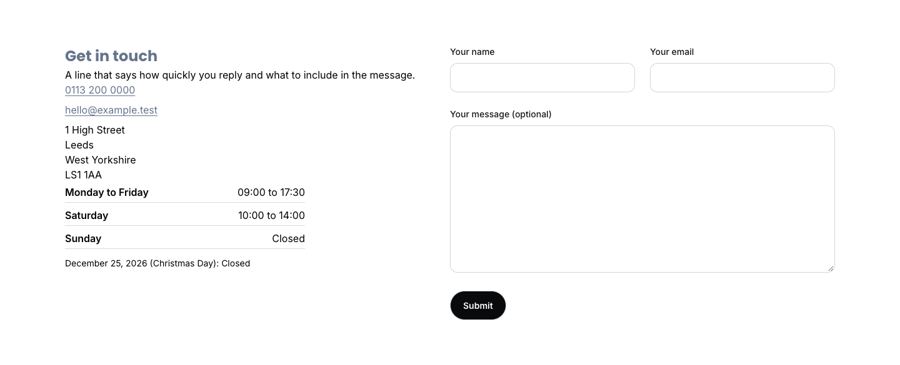 Get in touch
A line that says how quickly you reply and what to include in the message.
0113 200 0000
hello@example.test
1 High Street
Leeds
West Yorkshire
LS1 1AA
Monday to Friday 09:00 to 17:30
Saturday 10:00 to 14:00
Sunday Closed
December 25, 2026 (Christmas Day): Closed
Your name
Your email
Your message (optional)
Submit